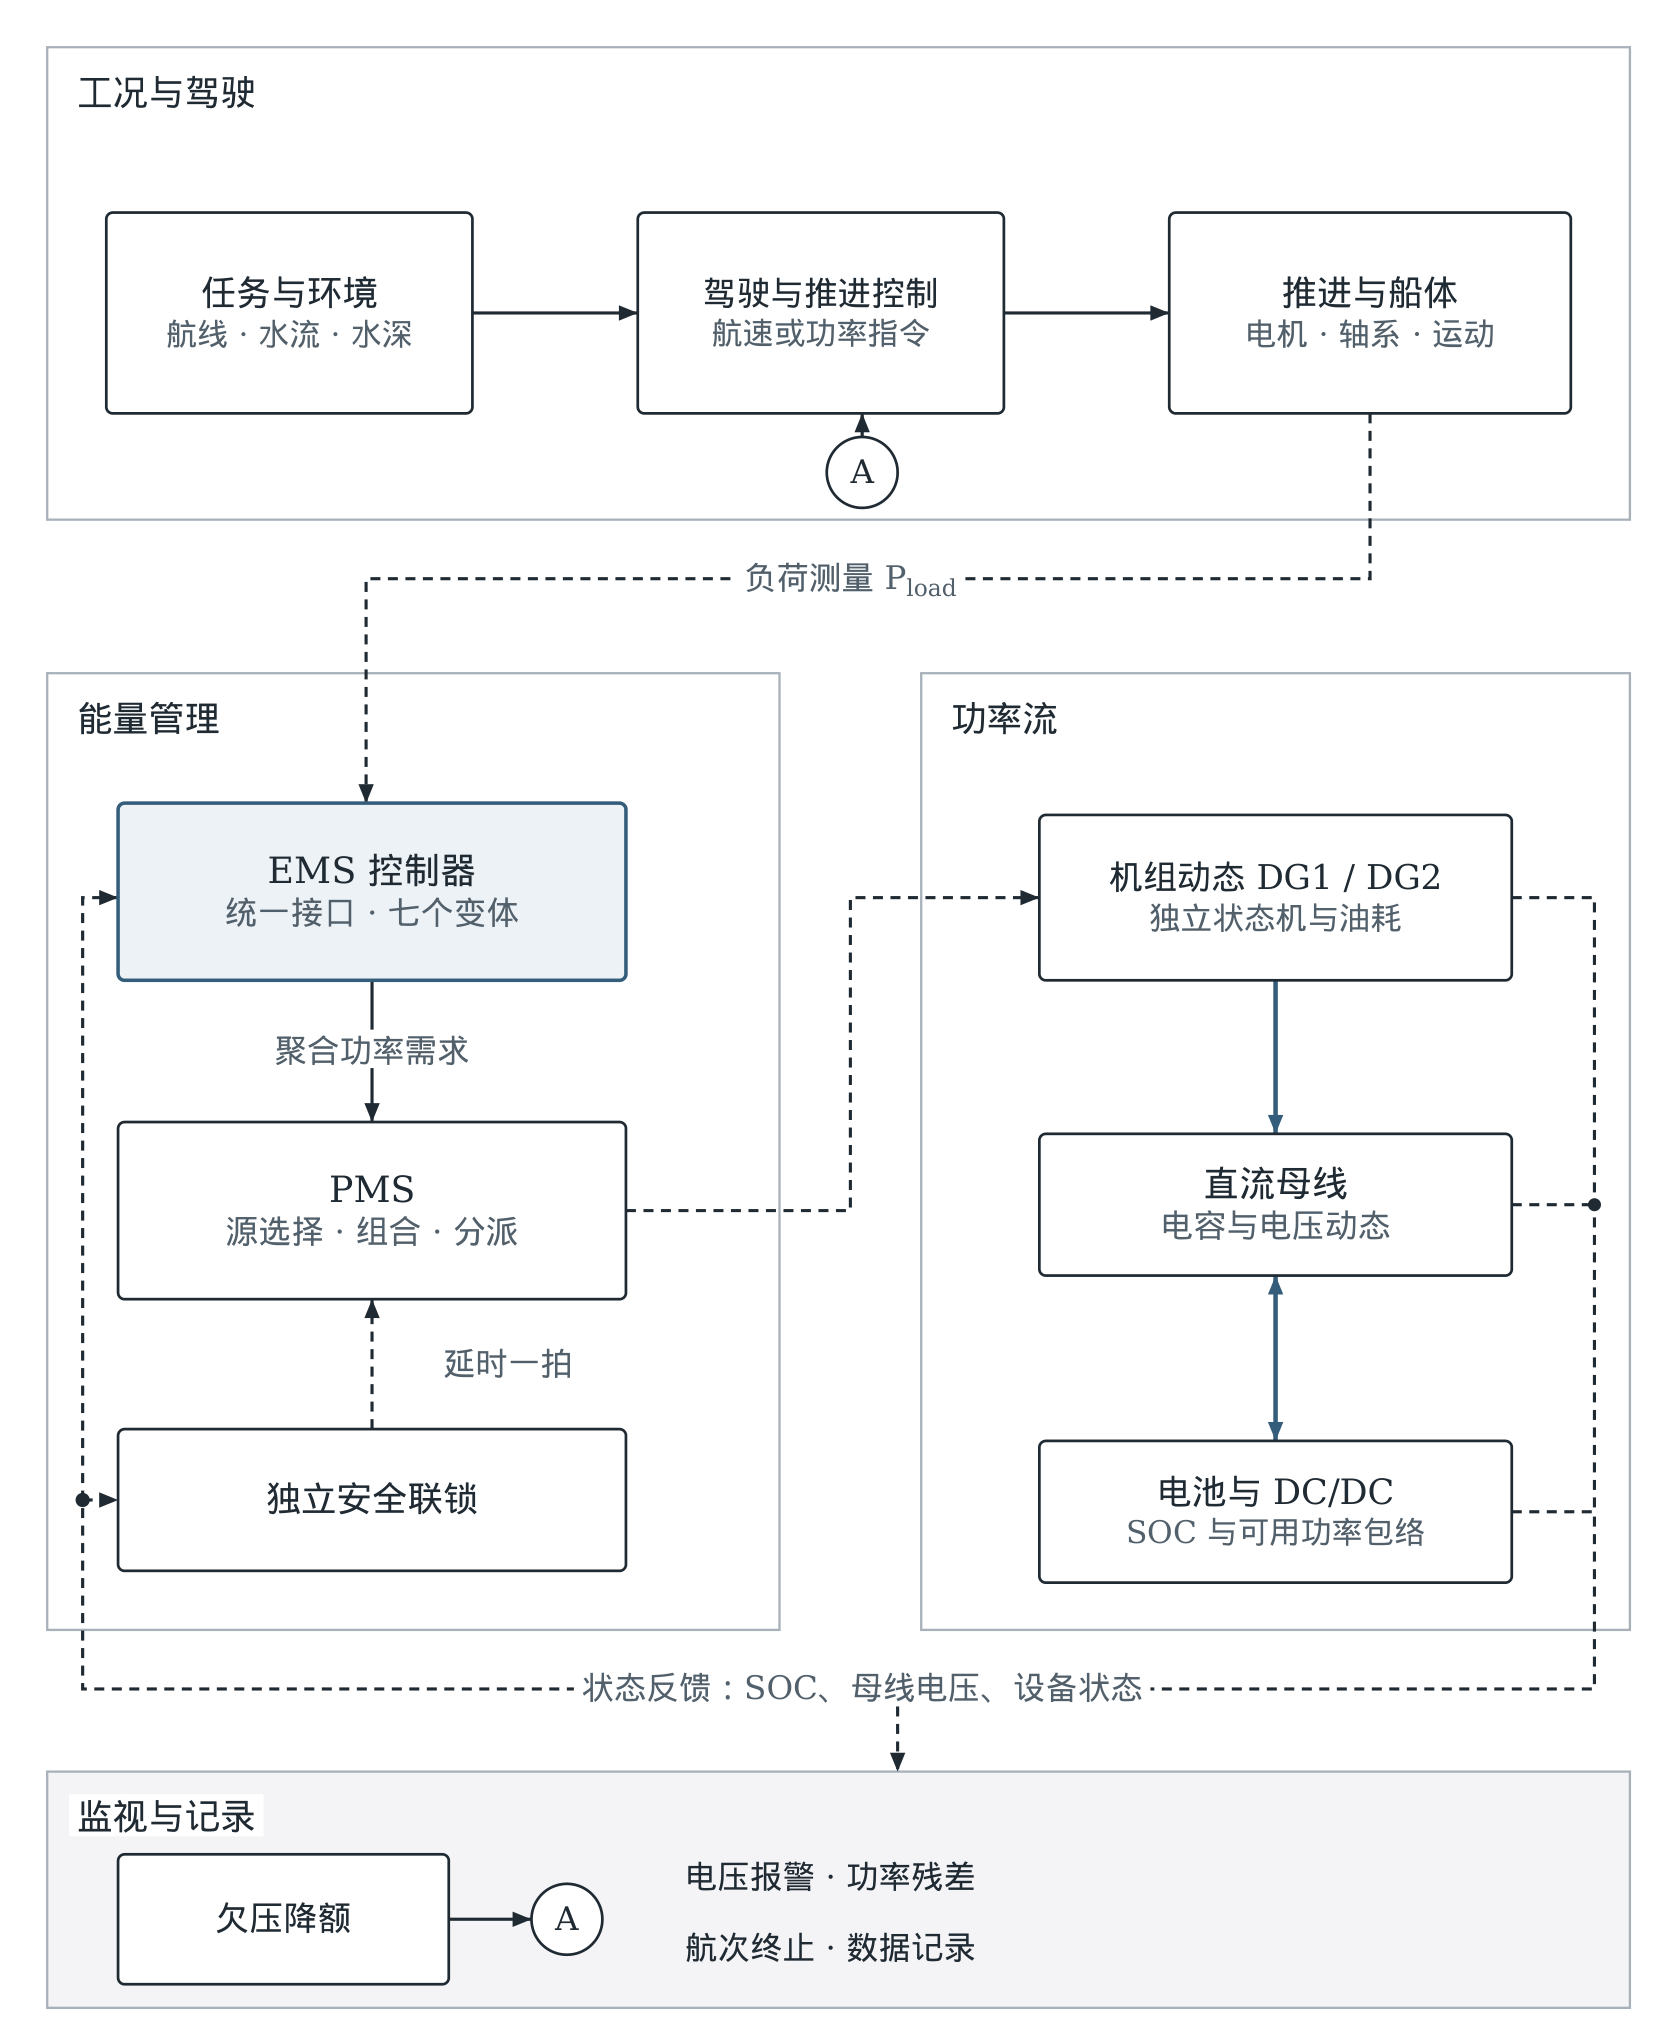 工况与驾驶
任务与环境
航线 · 水流 · 水深
驾驶与推进控制
航速或功率指令
推进与船体
电机 · 轴系 · 运动
A
负荷测量 Pload
能量管理
EMS 控制器
统一接口 · 七个变体
聚合功率需求
PMS
源选择 · 组合 · 分派
延时一拍
独立安全联锁
功率流
机组动态 DG1 / DG2
独立状态机与油耗
直流母线
电容与电压动态
电池与 DC/DC
SOC 与可用功率包络
状态反馈：SOC、母线电压、设备状态
监视与记录
欠压降额
A
电压报警 · 功率残差
航次终止 · 数据记录